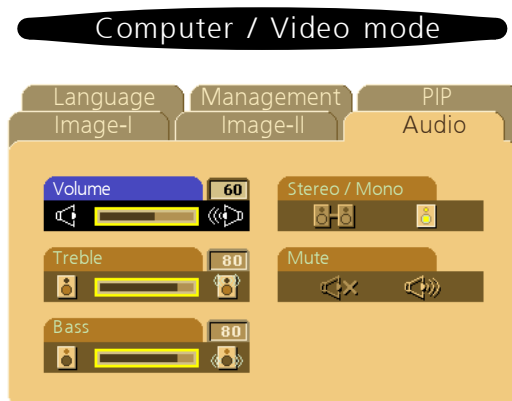 Computer / Video mode
Language Management PIP
Image-I Image-II Audio
Volume 60
Stereo / Mono
Treble 80
Mute
Bass 80